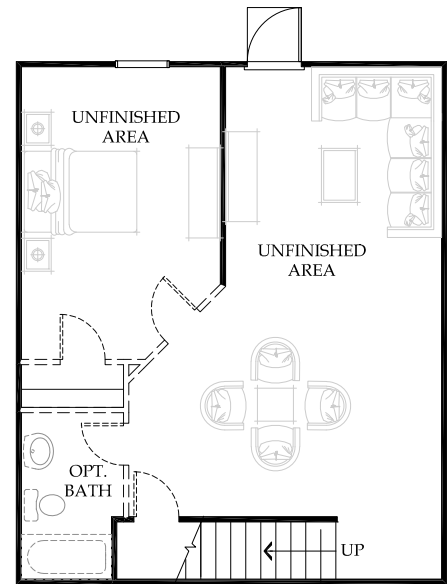 UNFINISHED
AREA
UNFINISHED
AREA
OPT.
BATH
UP